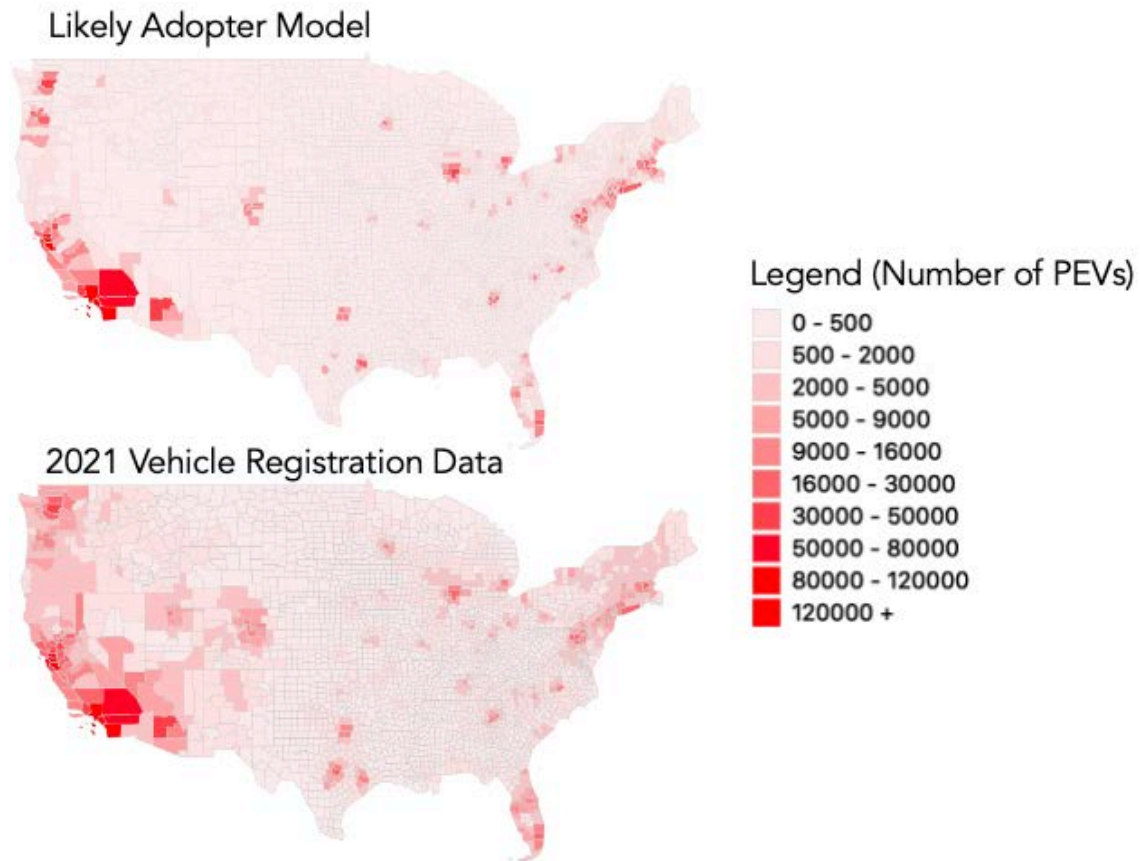 Likely Adopter Model
Legend (Number of PEVs)
0 - 500
500 - 2000
2000 - 5000
5000 - 9000
9000 - 16000
16000 - 30000
30000 - 50000
50000 - 80000
80000 - 120000
120000 +
2021 Vehicle Registration Data